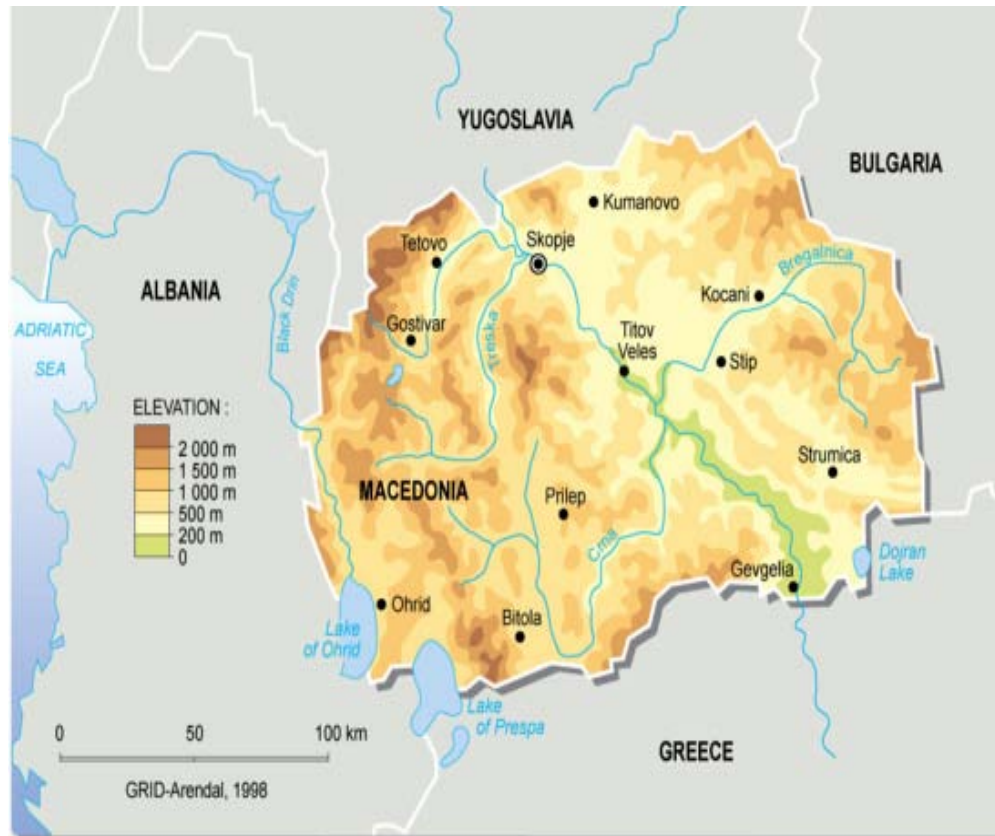 YUGOSLAVIA
BULGARIA
Kumanovo
Tetovo
Skopje
Bregalnica
ALBANIA
Kocani
Black Drin
ADRIATIC
SEA
Gostivar
Treska
Titov
Veles
Stip
ELEVATION :
2 000 m
1 500 m
1 000 m
500 m
200 m
0
MACEDONIA
Strumica
Prilep
Crna
Dojran
Lake
Gevgelia
Ohrid
Bitola
Lake
of Ohrid
Lake
of Prespa
0 50 100 km
GREECE
GRID-Arendal, 1998